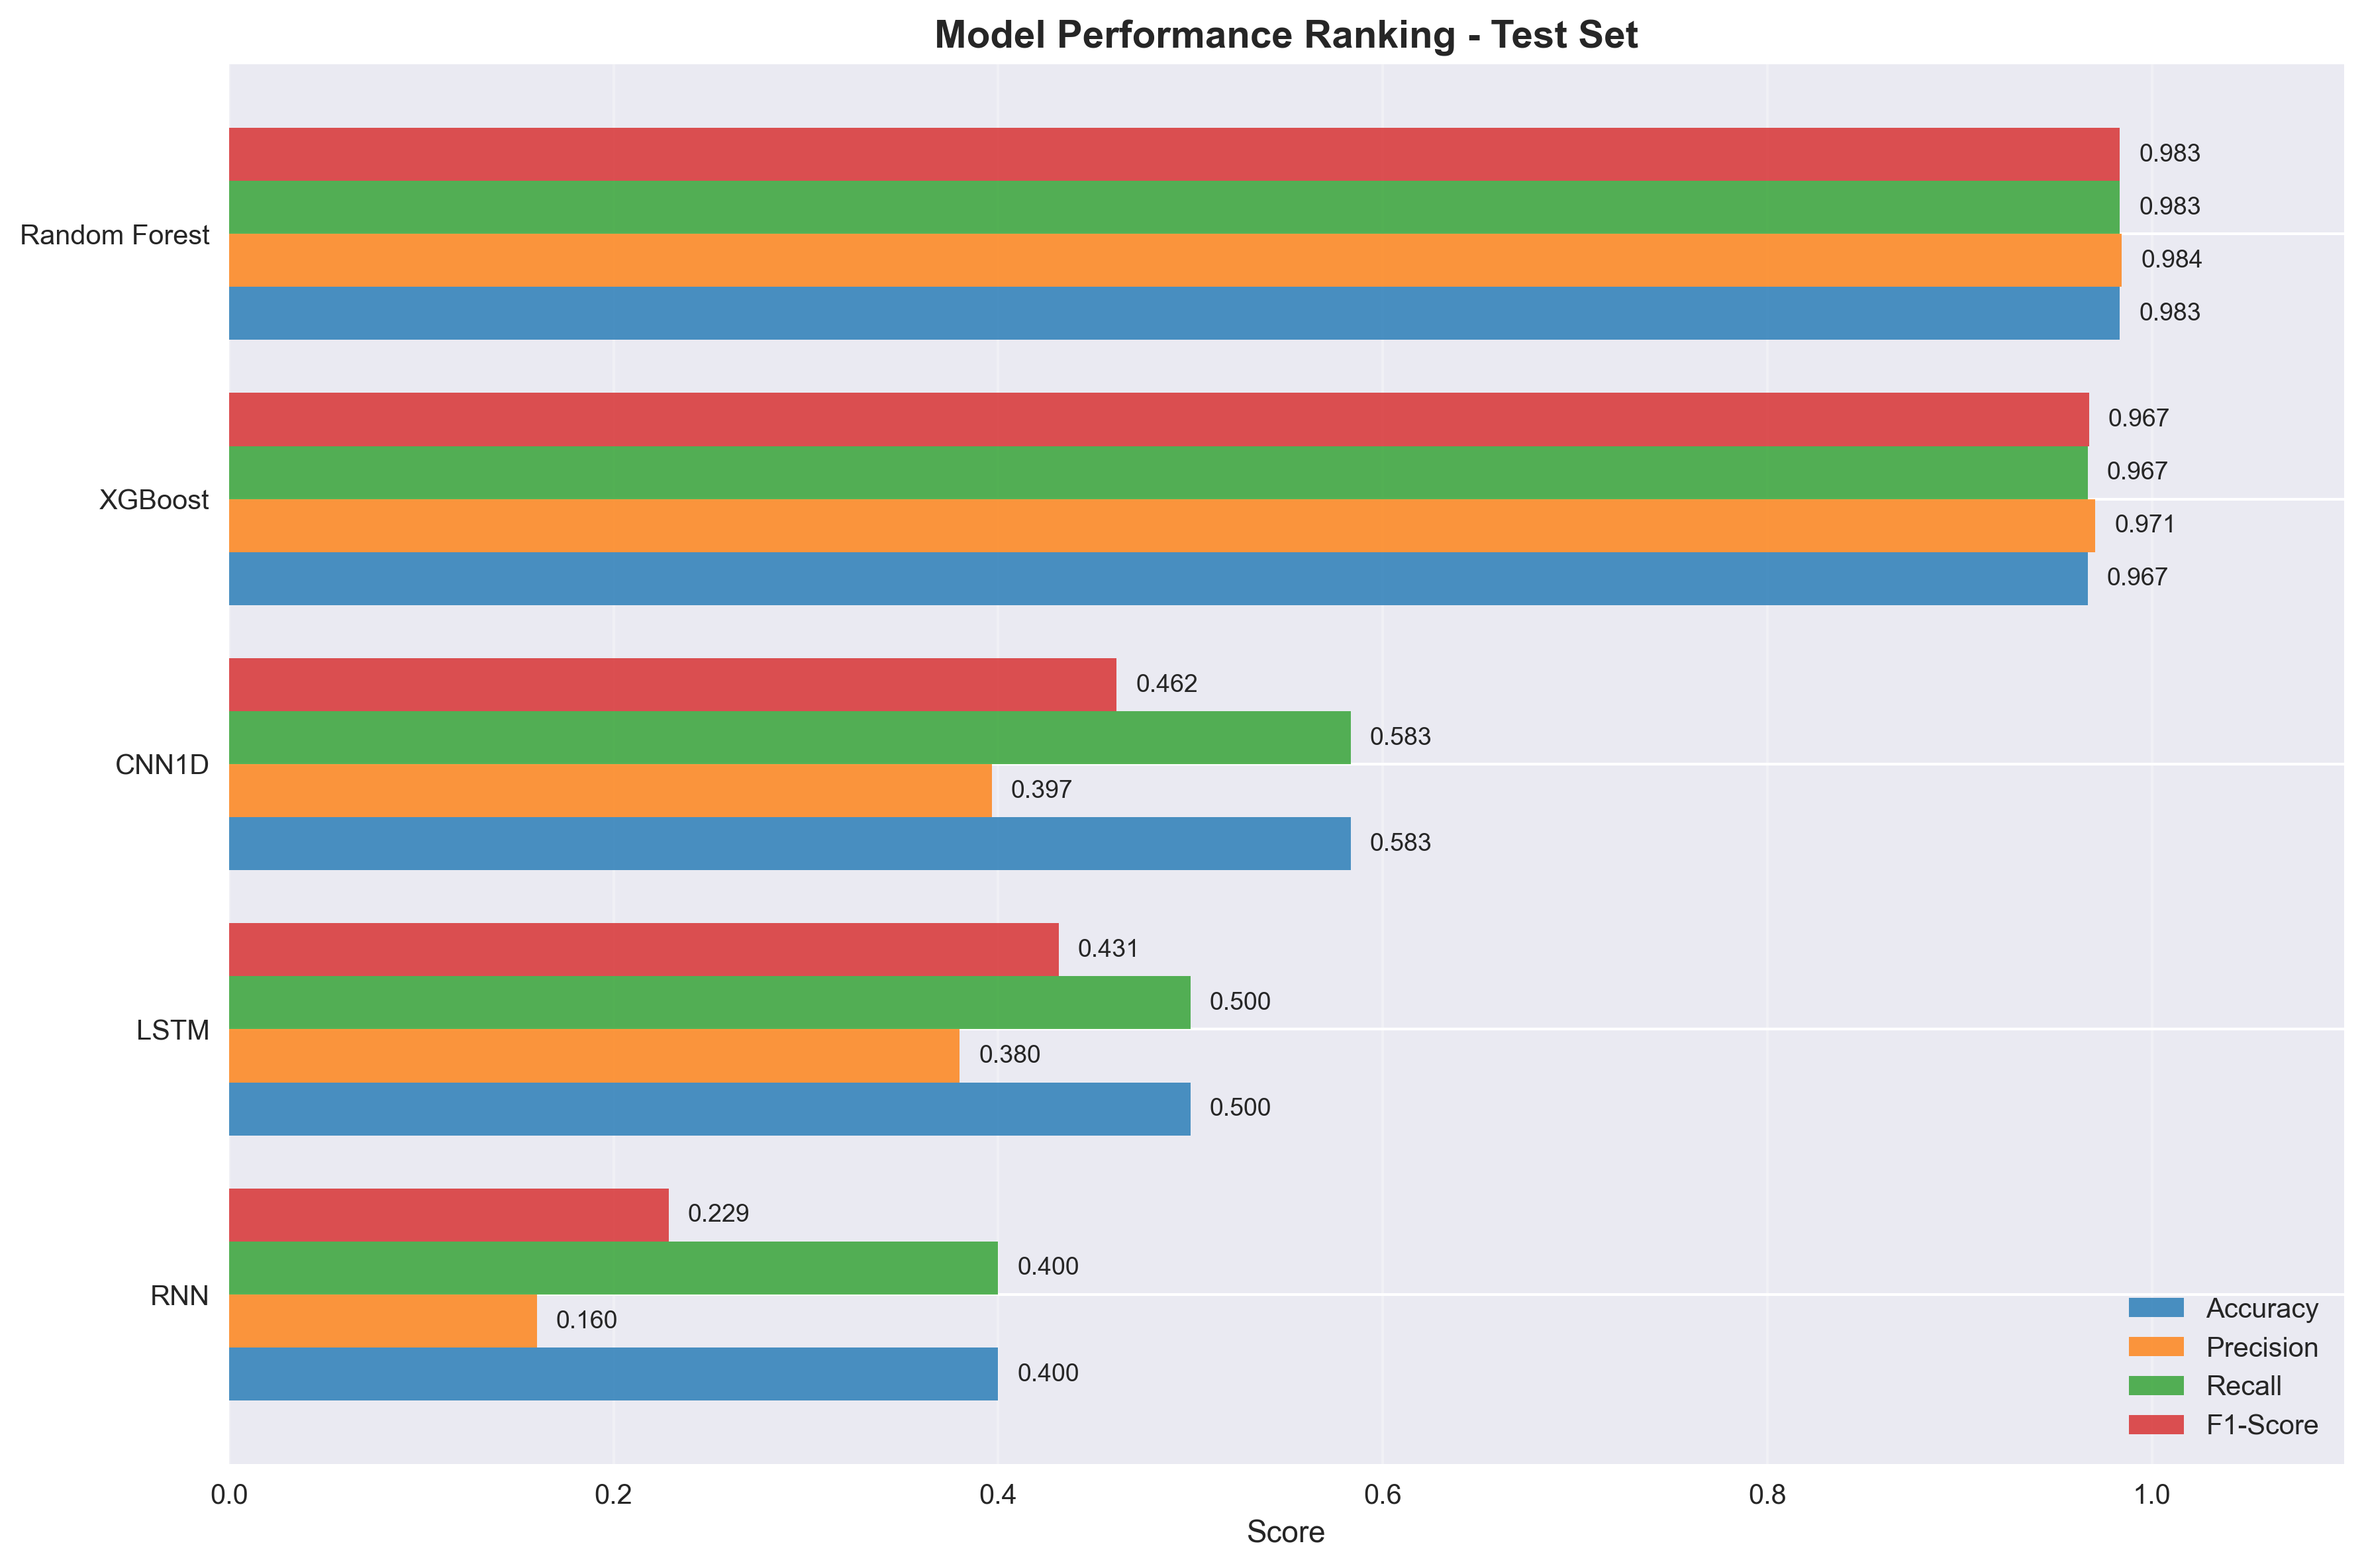 Model Performance Ranking - Test Set
Random Forest
0.983
0.983
0.984
0.983
XGBoost
0.967
0.967
0.971
0.967
CNN1D
0.462
0.583
0.397
0.583
LSTM
0.431
0.500
0.380
0.500
RNN
0.229
0.400
0.160
0.400
Accuracy
Precision
Recall
F1-Score
0.0 0.2 0.4 0.6 0.8 1.0
Score